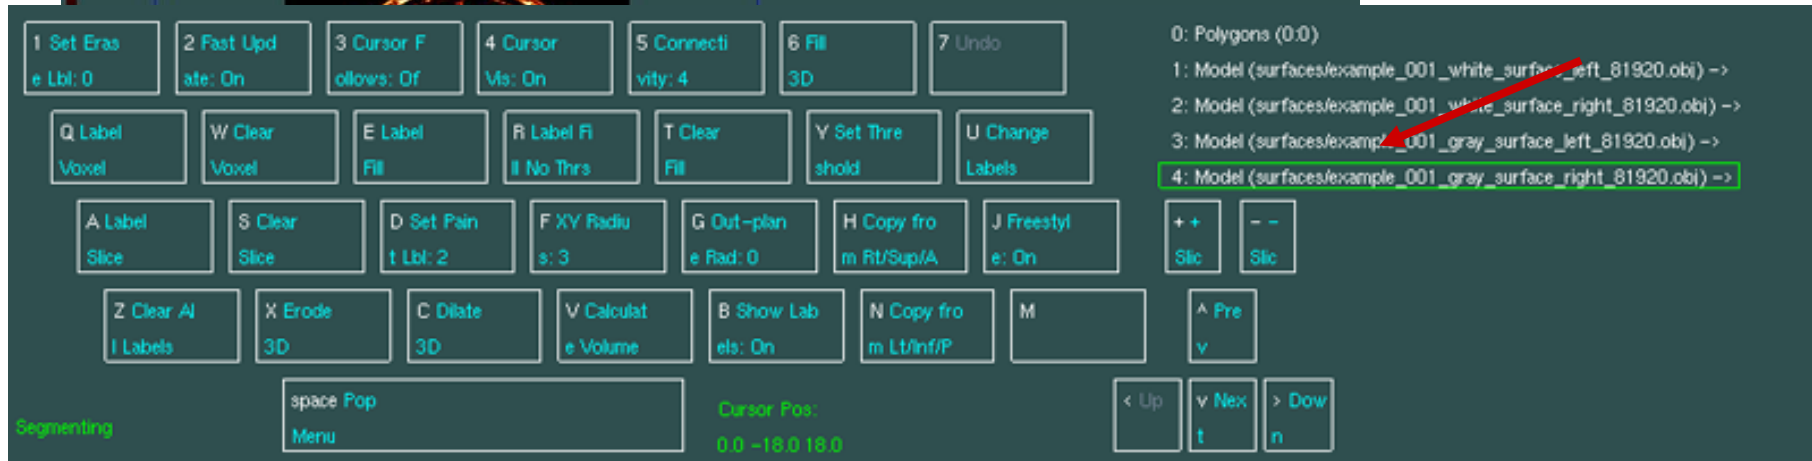 1 Set Eras
e Lbl: 0
2 Fast Upd
ate: On
3 Cursor F
ollows: Of
4 Cursor
Vis: On
5 Connecti
vity: 4
6 Fill
3D
7 Undo
0: Polygons (0:0)
1: Model (surfaces/example_001_white_surface_left_81920.obj) ->
2: Model (surfaces/example_001_white_surface_right_81920.obj) ->
3: Model (surfaces/example_001_gray_surface_left_81920.obj) ->
4: Model (surfaces/example_001_gray_surface_right_81920.obj) ->
Q Label
Voxel
W Clear
Voxel
E Label
Fill
R Label Fi
ll No Thrs
T Clear
Fill
Y Set Thre
shold
U Change
Labels
A Label
Slice
S Clear
Slice
D Set Pain
t Lbl: 2
F XY Radiu
s: 3
G Out-plan
e Rad: 0
H Copy fro
m Rt/Sup/A
J Freestyl
e: On
+ +
Slic
- -
Slic
Z Clear Al
l Labels
X Erode
3D
C Dilate
3D
V Calculat
e Volume
B Show Lab
els: On
N Copy fro
m Lt/Inf/P
M
^ Pre
v
Segmenting
space Pop
Menu
Cursor Pos:
0.0 -18.0 18.0
< Up
v Nex
t
> Dow
n